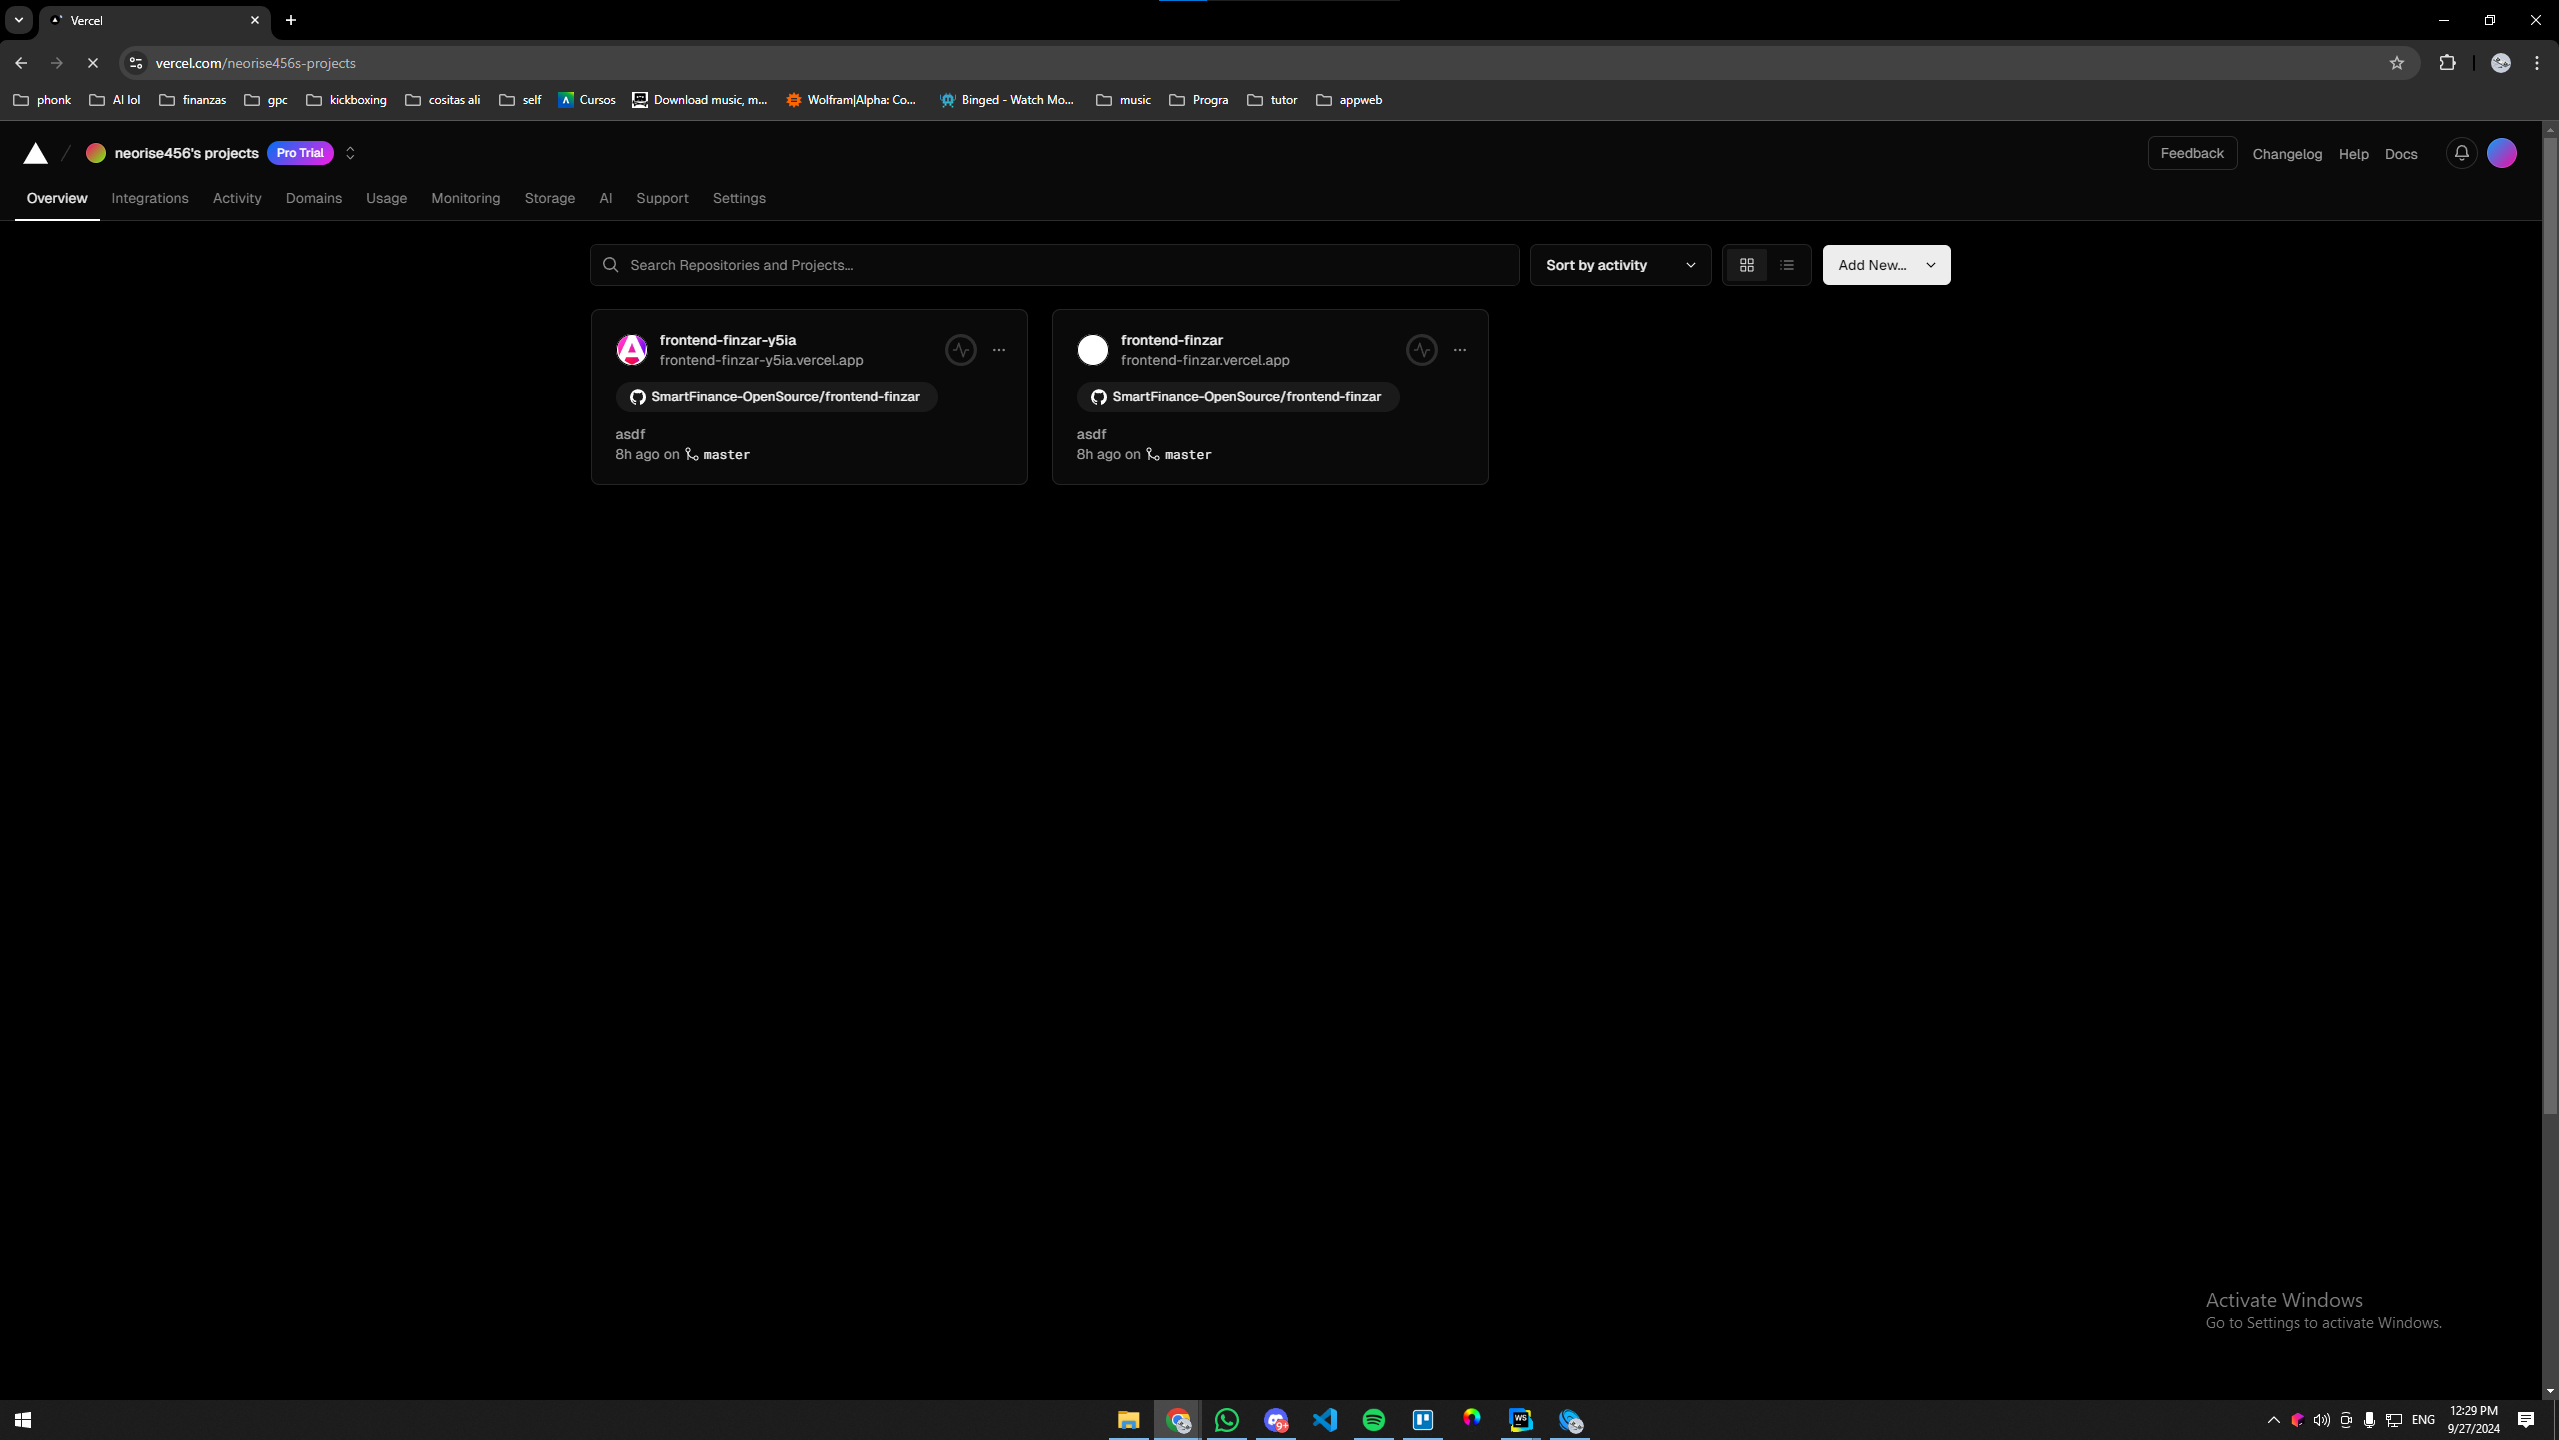 Vercel
vercel.com/neorise456s-projects
phonk AI lol finanzas gpc kickboxing cositas ali self Cursos Download music, m... Wolfram|Alpha: Co... Binged - Watch Mo... music Progra tutor appweb
neorise456's projects Pro Trial Feedback Changelog Help Docs
Overview Integrations Activity Domains Usage Monitoring Storage AI Support Settings
Search Repositories and Projects... Sort by activity Add New...
frontend-finzar-y5ia
frontend-finzar-y5ia.vercel.app
SmartFinance-OpenSource/frontend-finzar
asdf
8h ago on master
frontend-finzar
frontend-finzar.vercel.app
SmartFinance-OpenSource/frontend-finzar
asdf
8h ago on master
Activate Windows
Go to Settings to activate Windows.
9+
WS
ENG
12:29 PM
9/27/2024